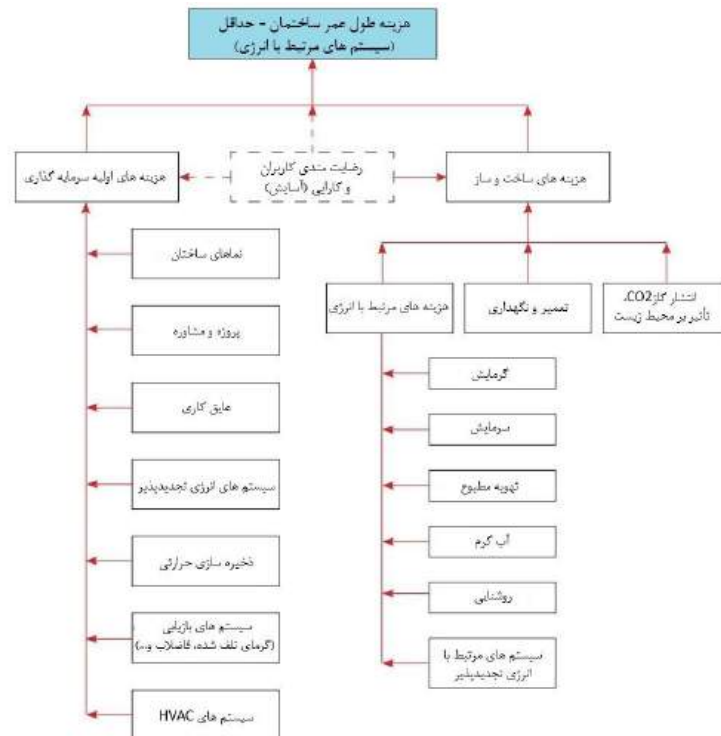 هزینه طول عمر ساختمان - حداقل
(سیستم های مرتبط با انرژی)
هزینه های ساخت و ساز
رضایت مندی کاربران
و کارایی (آسایش)
هزینه های اولیه سرمایه گذاری
انتشار گاز CO2،
تأثیر بر محیط زیست
تعمیر و نگهداری
هزینه های مرتبط با انرژی
گرمایش
سرمایش
تهویه مطبوع
آب گرم
روشنایی
سیستم های مرتبط با
انرژی تجدیدپذیر
نماهای ساختان
پروژه و مشاوره
عایق کاری
سیستم های انرژی تجدیدپذیر
ذخیره سازی حرارتی
سیستم های بازیابی
(گرمای تلف شده، فاضلاب و...)
سیستم های HVAC